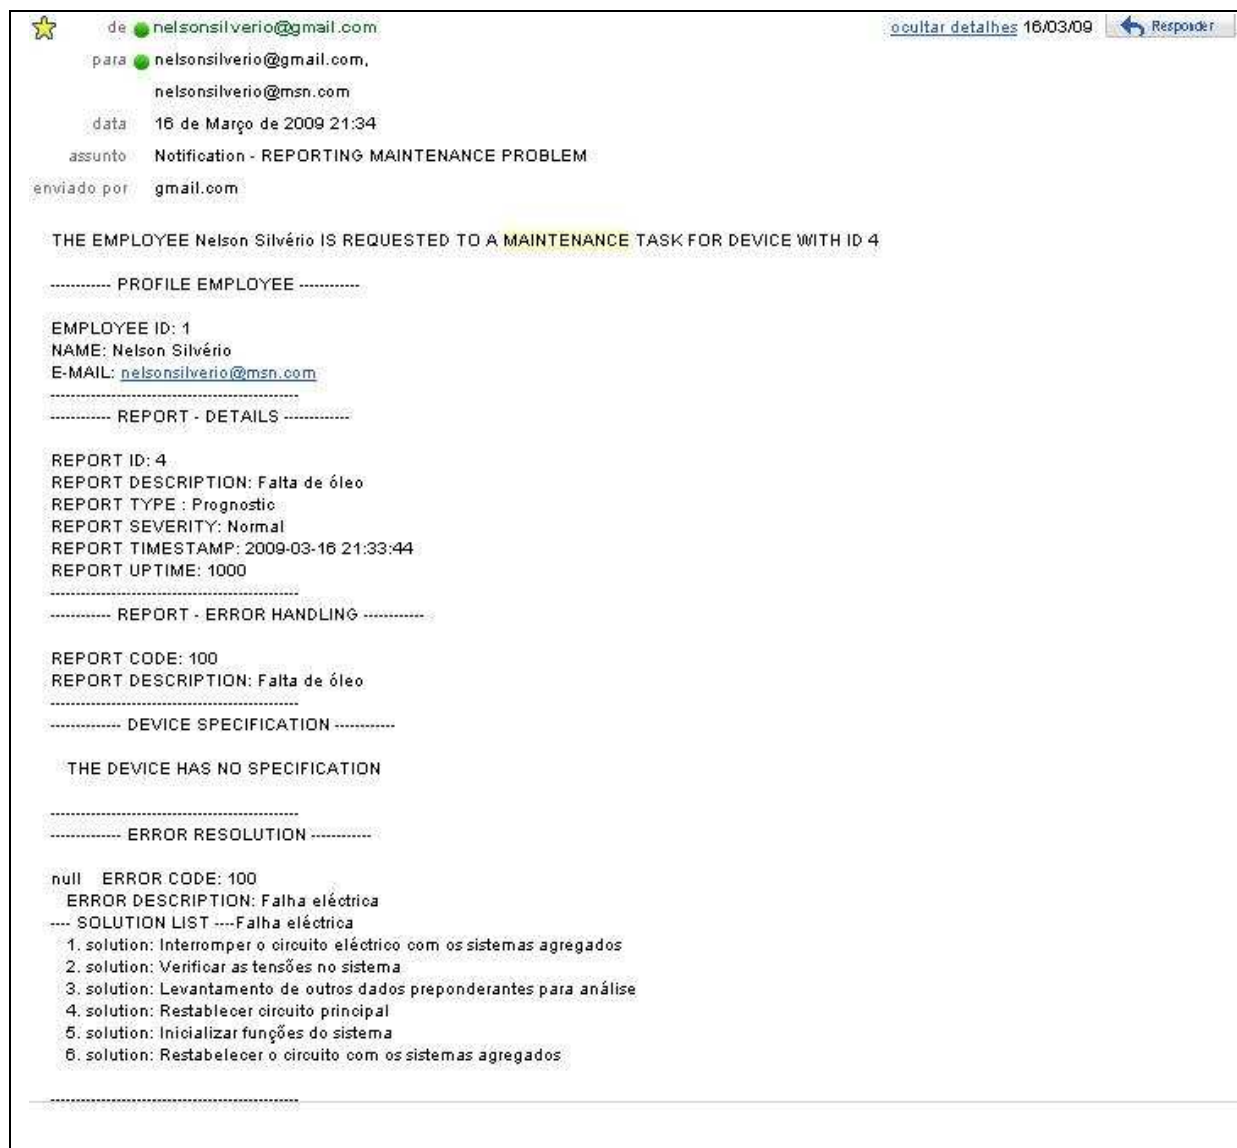 de nelsonsilverio@gmail.com ocultar detalhes 16/03/09 Responder
para nelsonsilverio@gmail.com,
nelsonsilverio@msn.com
data 16 de Março de 2009 21:34
assunto Notification - REPORTING MAINTENANCE PROBLEM
enviado por gmail.com
THE EMPLOYEE Nelson Silvério IS REQUESTED TO A MAINTENANCE TASK FOR DEVICE WITH ID 4
------------ PROFILE EMPLOYEE ------------
EMPLOYEE ID: 1
NAME: Nelson Silvério
E-MAIL: nelsonsilverio@msn.com
-------------------------------------------------
------------ REPORT - DETAILS -------------
REPORT ID: 4
REPORT DESCRIPTION: Falta de óleo
REPORT TYPE : Prognostic
REPORT SEVERITY: Normal
REPORT TIMESTAMP: 2009-03-16 21:33:44
REPORT UPTIME: 1000
-------------------------------------------------
------------ REPORT - ERROR HANDLING ------------
REPORT CODE: 100
REPORT DESCRIPTION: Falta de óleo
-------------------------------------------------
-------------- DEVICE SPECIFICATION ------------
THE DEVICE HAS NO SPECIFICATION
-------------------------------------------------
-------------- ERROR RESOLUTION ------------
null ERROR CODE: 100
ERROR DESCRIPTION: Falha eléctrica
---- SOLUTION LIST ----Falha eléctrica
1. solution: Interromper o circuito eléctrico com os sistemas agregados
2. solution: Verificar as tensões no sistema
3. solution: Levantamento de outros dados preponderantes para análise
4. solution: Restablecer circuito principal
5. solution: Inicializar funções do sistema
6. solution: Restabelecer o circuito com os sistemas agregados
-------------------------------------------------